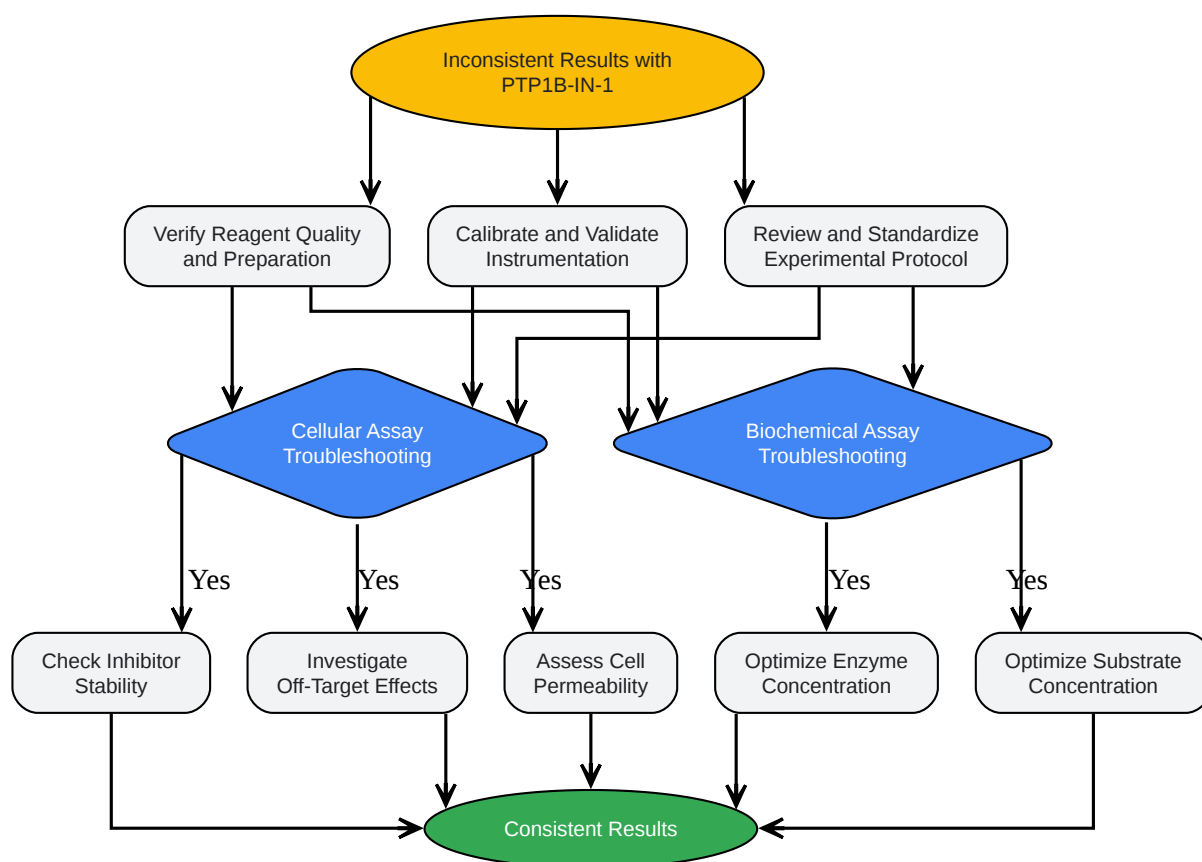 Inconsistent Results with
PTP1B-IN-1
Verify Reagent Quality
and Preparation
Calibrate and Validate
Instrumentation
Review and Standardize
Experimental Protocol
Cellular Assay
Troubleshooting
Biochemical Assay
Troubleshooting
Yes
Yes
Yes
Yes
Yes
Check Inhibitor
Stability
Investigate
Off-Target Effects
Assess Cell
Permeability
Optimize Enzyme
Concentration
Optimize Substrate
Concentration
Consistent Results